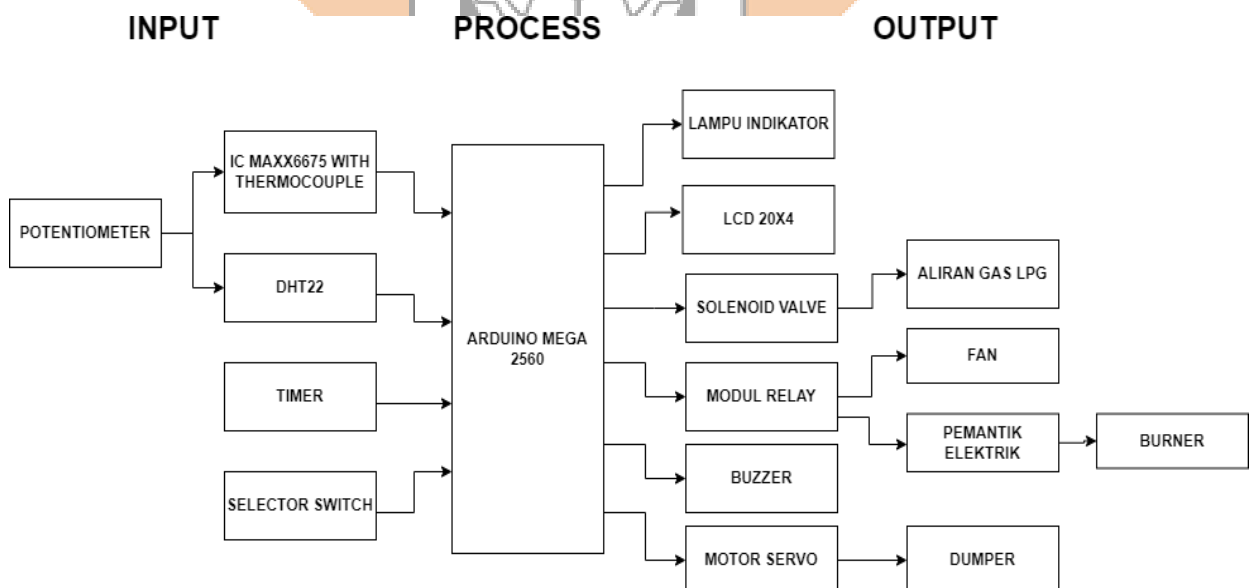 INPUT
PROCESS
OUTPUT
POTENTIOMETER
IC MAXX6675 WITH
THERMOCOUPLE
DHT22
TIMER
SELECTOR SWITCH
ARDUINO MEGA
2560
LAMPU INDIKATOR
LCD 20X4
SOLENOID VALVE
MODUL RELAY
BUZZER
MOTOR SERVO
ALIRAN GAS LPG
FAN
PEMANTIK
ELEKTRIK
DUMPER
BURNER